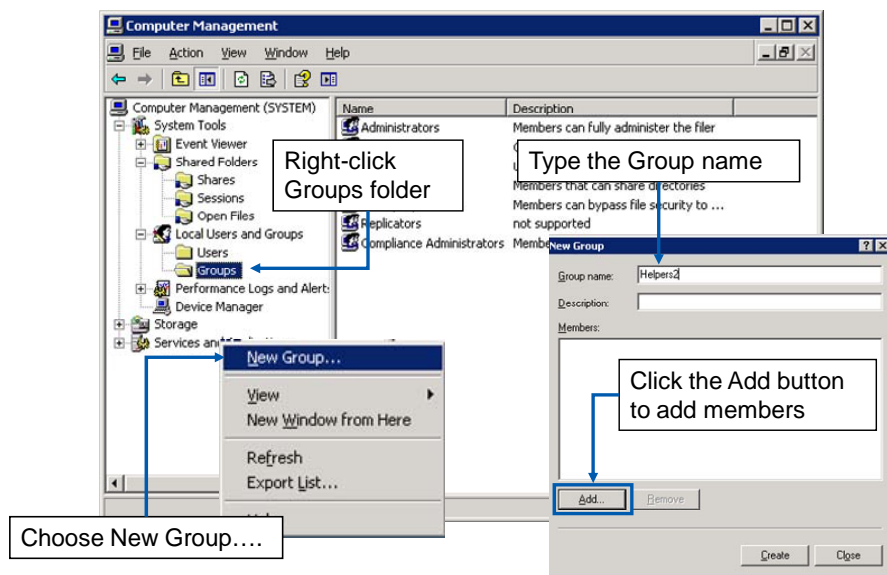 Computer Management
File Action View Window Help
Computer Management (SYSTEM)
System Tools
Event Viewer
Shared Folders
Shares
Sessions
Open Files
Local Users and Groups
Users
Groups
Performance Logs and Alert
Device Manager
Storage
Services an
Name Description
Administrators Members can fully administer the filer
Members that can share directories
Members can bypass file security to ...
Replicators not supported
Compliance Administrators Membe
Right-click
Groups folder
Type the Group name
New Group
Group name: Helpers2
Description:
Members:
Click the Add button
to add members
Add... Remove
Create Close
New Group...
View
New Window from Here
Refresh
Export List...
Choose New Group….